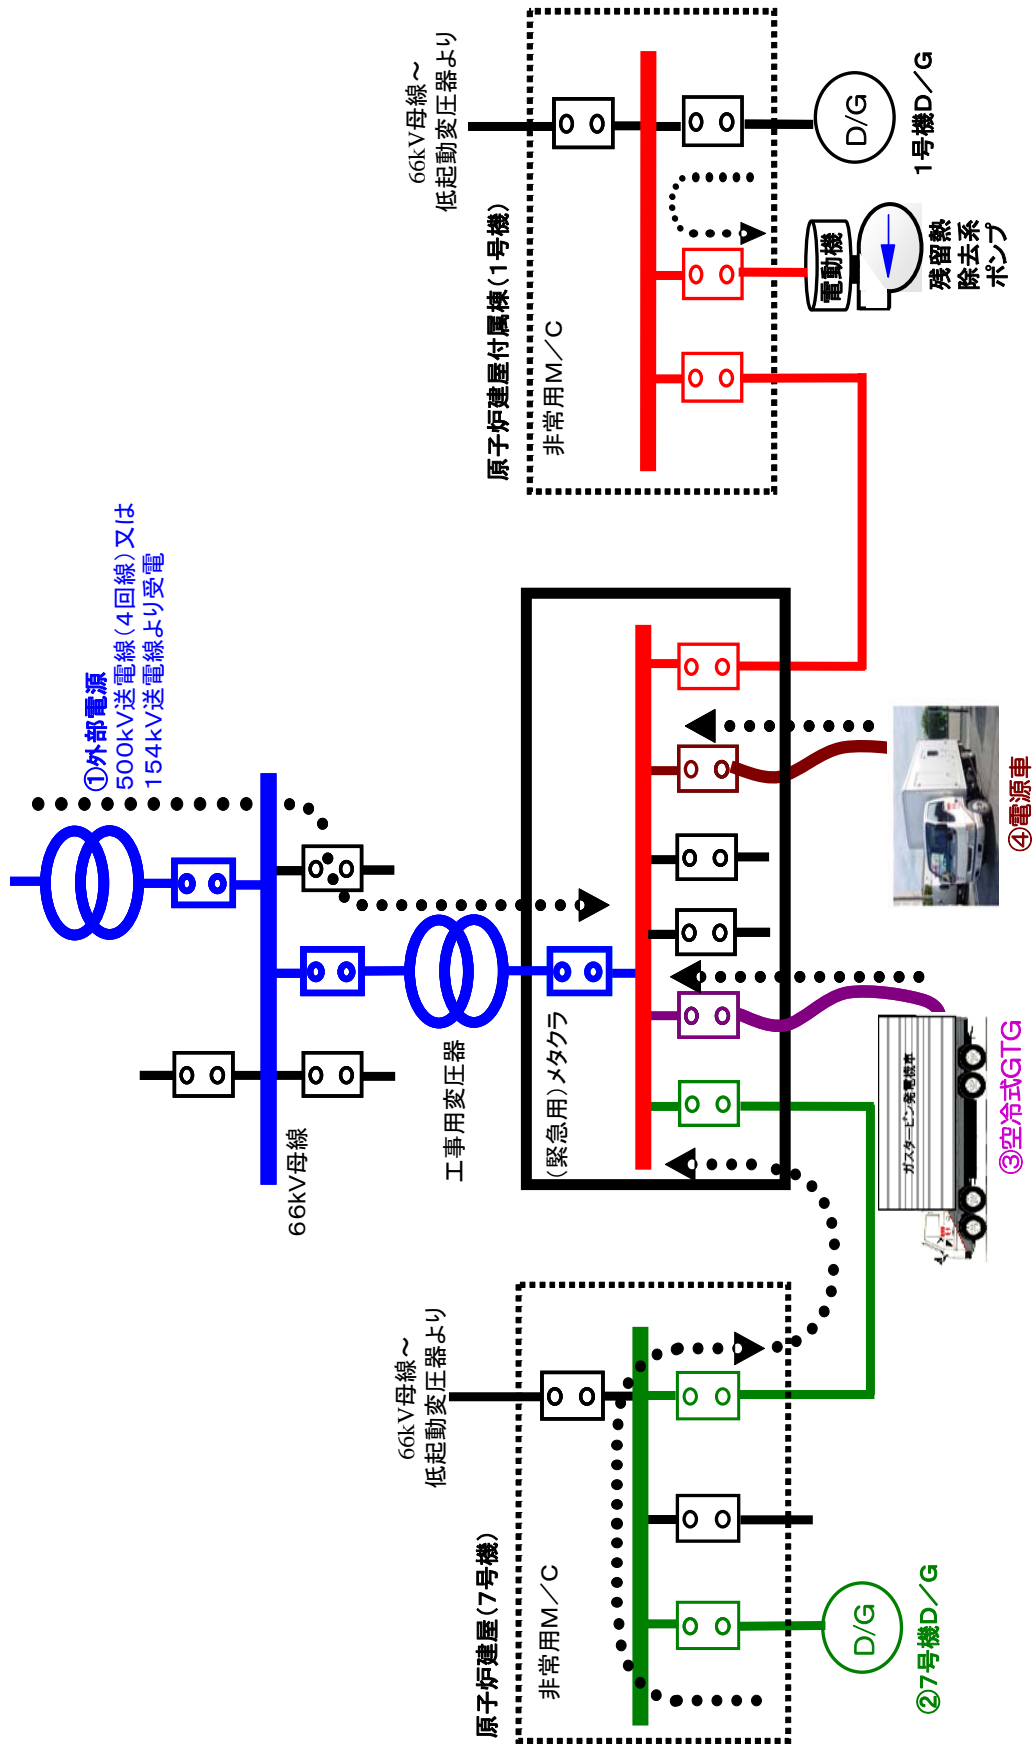 ①外部電源
500kV送電線(4回線)又は
154kV送電線より受電
66kV母線
工事用変圧器
(緊急用)メタクラ
66kV母線~
低起動変圧器より
原子炉建屋(7号機)
非常用M/C
D/G
②7号機D/G
ガスタービン発電機車
③空冷式GTG
④電源車
66kV母線~
低起動変圧器より
原子炉建屋付属棟(1号機)
非常用M/C
電動機
残留熱
除去系
ポンプ
D/G
1号機D/G